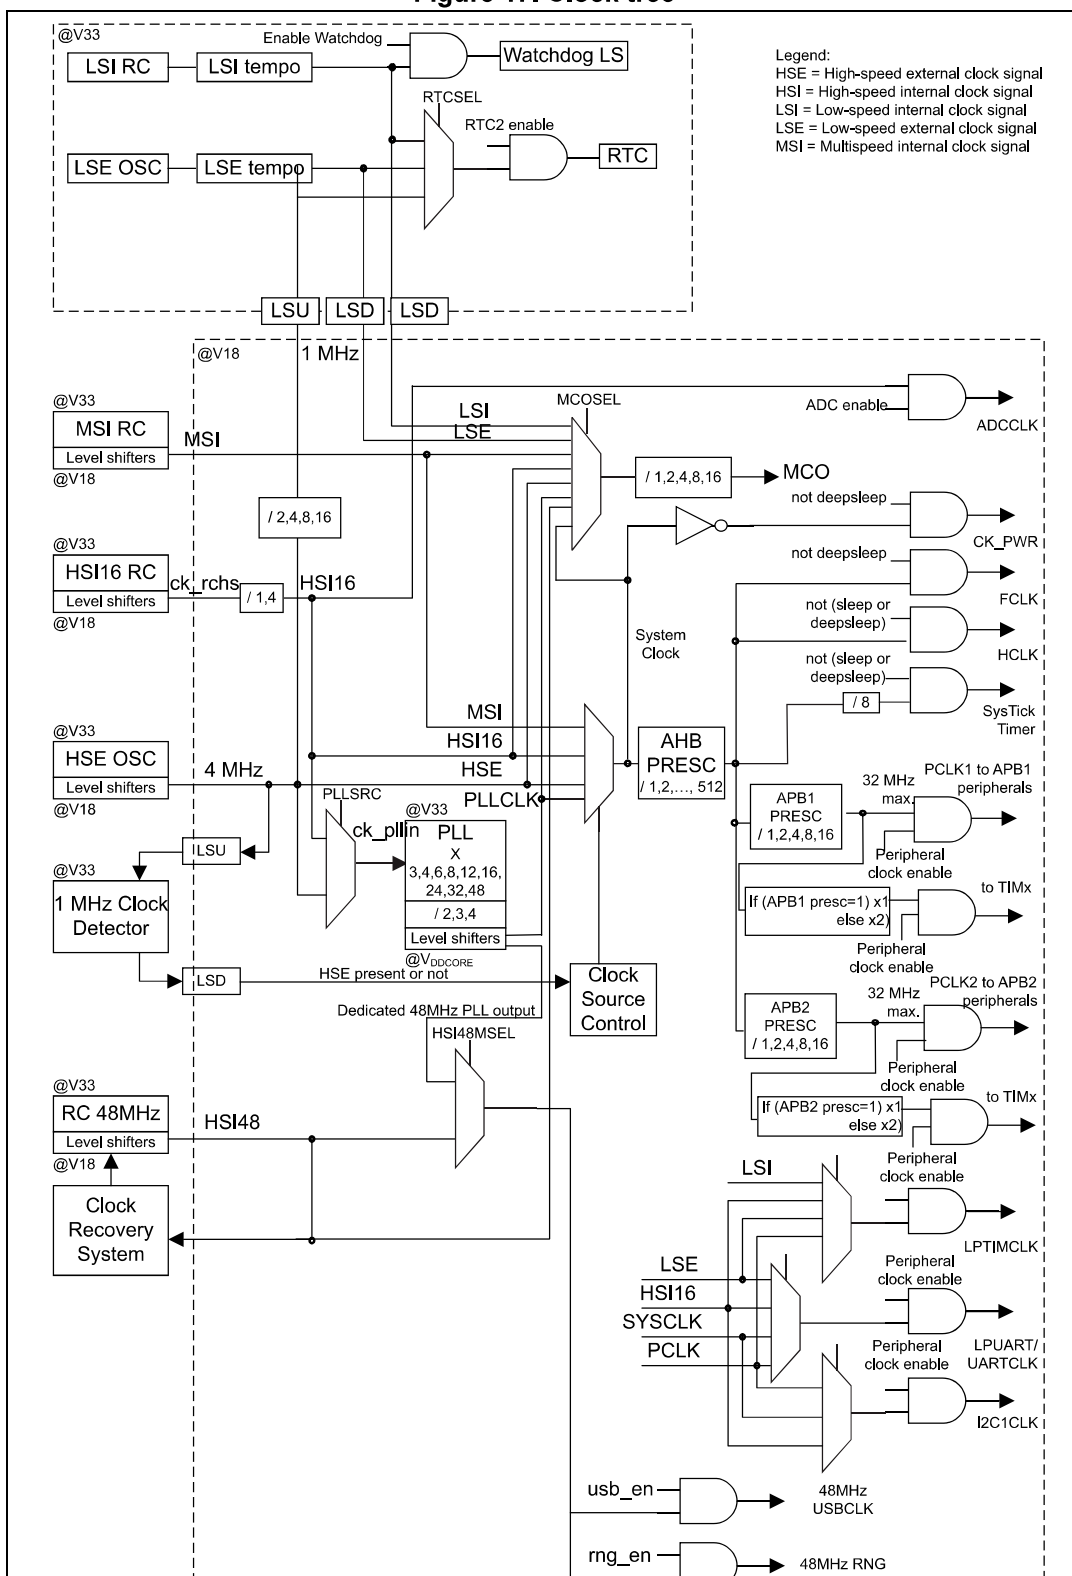 @V33
Enable Watchdog
LSI RC
LSI tempo
Watchdog LS
Legend:
HSE = High-speed external clock signal
HSI = High-speed internal clock signal
LSI = Low-speed internal clock signal
LSE = Low-speed external clock signal
MSI = Multispeed internal clock signal
RTCSEL
RTC2 enable
LSE OSC
LSE tempo
RTC
LSU
LSD
LSD
@V18
1 MHz
@V33
MSI RC
Level shifters
@V18
MSI
LSI
LSE
MCOSEL
ADC enable
ADCCLK
/ 1,2,4,8,16
MCO
/ 2,4,8,16
not deepsleep
CK_PWR
@V33
HSI16 RC
Level shifters
@V18
ck_rchs
/ 1,4
HSI16
not deepsleep
FCLK
not (sleep or
deepsleep)
HCLK
System
Clock
not (sleep or
deepsleep)
/ 8
SysTick
Timer
@V33
HSE OSC
Level shifters
@V18
4 MHz
MSI
HSI16
HSE
PLLCLK
AHB
PRESC
/ 1,2,..., 512
PLLSRC
ck_pllin
@V33
PLL
X
3,4,6,8,12,16,
24,32,48
/ 2,3,4
Level shifters
@VDDCORE
APB1
PRESC
/ 1,2,4,8,16
32 MHz
max.
PCLK1 to APB1
peripherals
Peripheral
clock enable
LSU
@V33
1 MHz Clock
Detector
LSD
HSE present or not
Clock
Source
Control
If (APB1 presc=1) x1
else x2)
to TIMx
Peripheral
clock enable
Dedicated 48MHz PLL output
HSI48MSEL
APB2
PRESC
/ 1,2,4,8,16
32 MHz
max.
PCLK2 to APB2
peripherals
Peripheral
clock enable
@V33
RC 48MHz
Level shifters
@V18
HSI48
If (APB2 presc=1) x1
else x2)
to TIMx
Peripheral
clock enable
Clock
Recovery
System
LSI
LPTIMCLK
LSE
HSI16
SYSCLK
PCLK
Peripheral
clock enable
LPUART/
UARTCLK
Peripheral
clock enable
I2C1CLK
usb_en
48MHz
USBCLK
rng_en
48MHz RNG